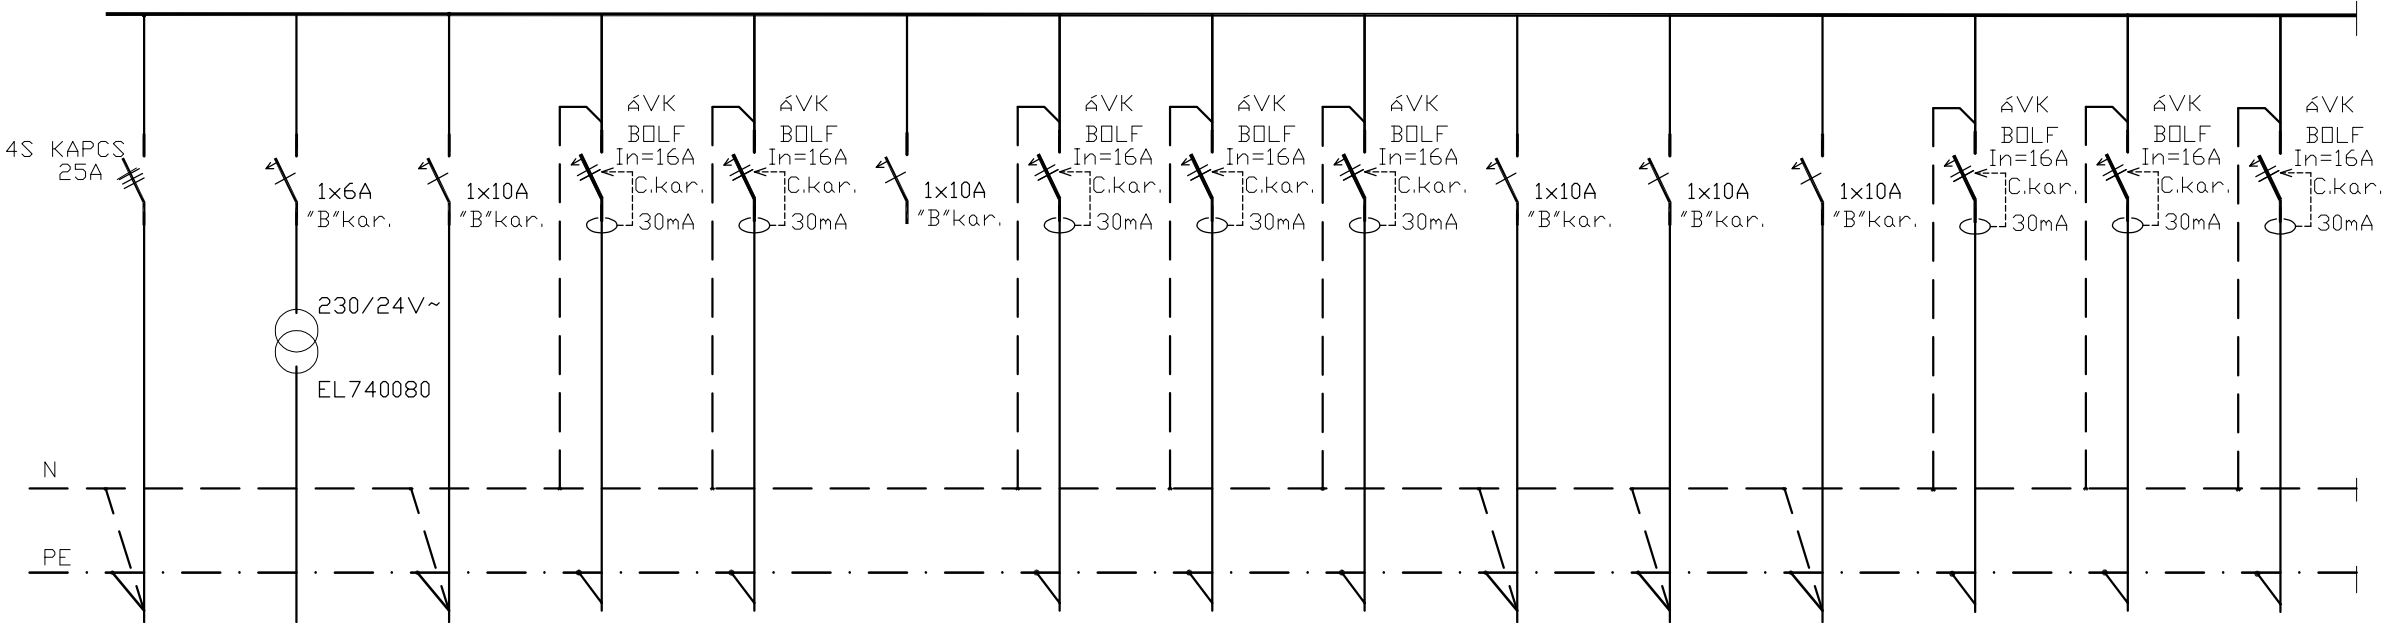 4S KAPCS
25A
1x6A
"B"kar.
230/24V~
EL740080
1x10A
"B"kar.
ÁVK
BOLF
In=16A
C.kar.
30mA
ÁVK
BOLF
In=16A
C.kar.
30mA
1x10A
"B"kar.
ÁVK
BOLF
In=16A
C.kar.
30mA
ÁVK
BOLF
In=16A
C.kar.
30mA
ÁVK
BOLF
In=16A
C.kar.
30mA
1x10A
"B"kar.
1x10A
"B"kar.
1x10A
"B"kar.
ÁVK
BOLF
In=16A
C.kar.
30mA
ÁVK
BOLF
In=16A
C.kar.
30mA
ÁVK
BOLF
In=16A
C.kar.
30mA
N
PE